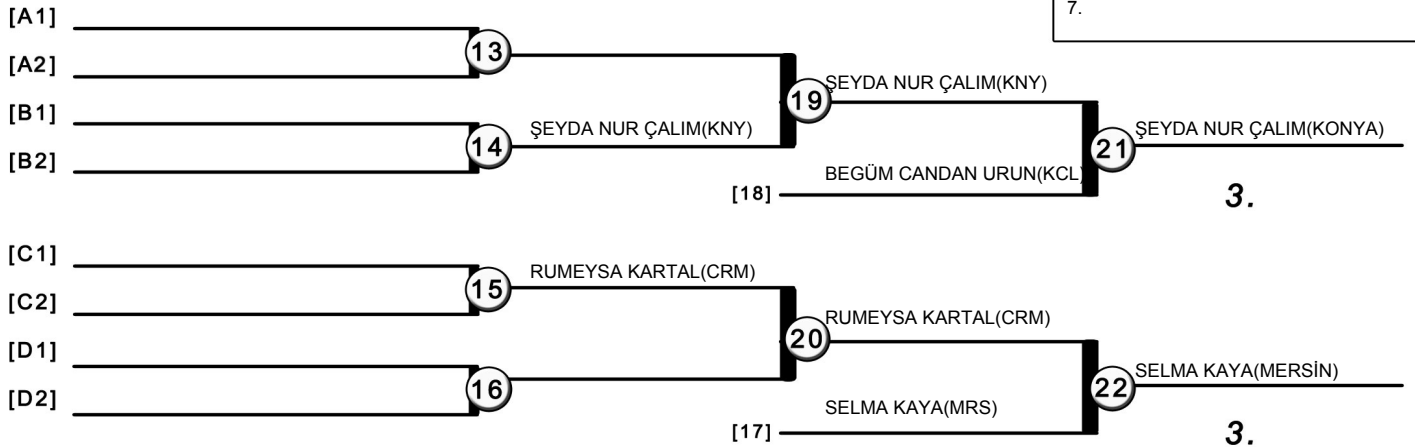 7.
[A1]
13
[A2]
ŞEYDA NUR ÇALIM(KNY)
19
[B1]
ŞEYDA NUR ÇALIM(KNY)
ŞEYDA NUR ÇALIM(KONYA)
14
21
[B2]
BEGÜM CANDAN URUN(KCL)
[18]
3.
[C1]
RUMEYSA KARTAL(CRM)
15
[C2]
RUMEYSA KARTAL(CRM)
20
[D1]
SELMA KAYA(MERSİN)
16
22
[D2]
SELMA KAYA(MRS)
[17]
3.